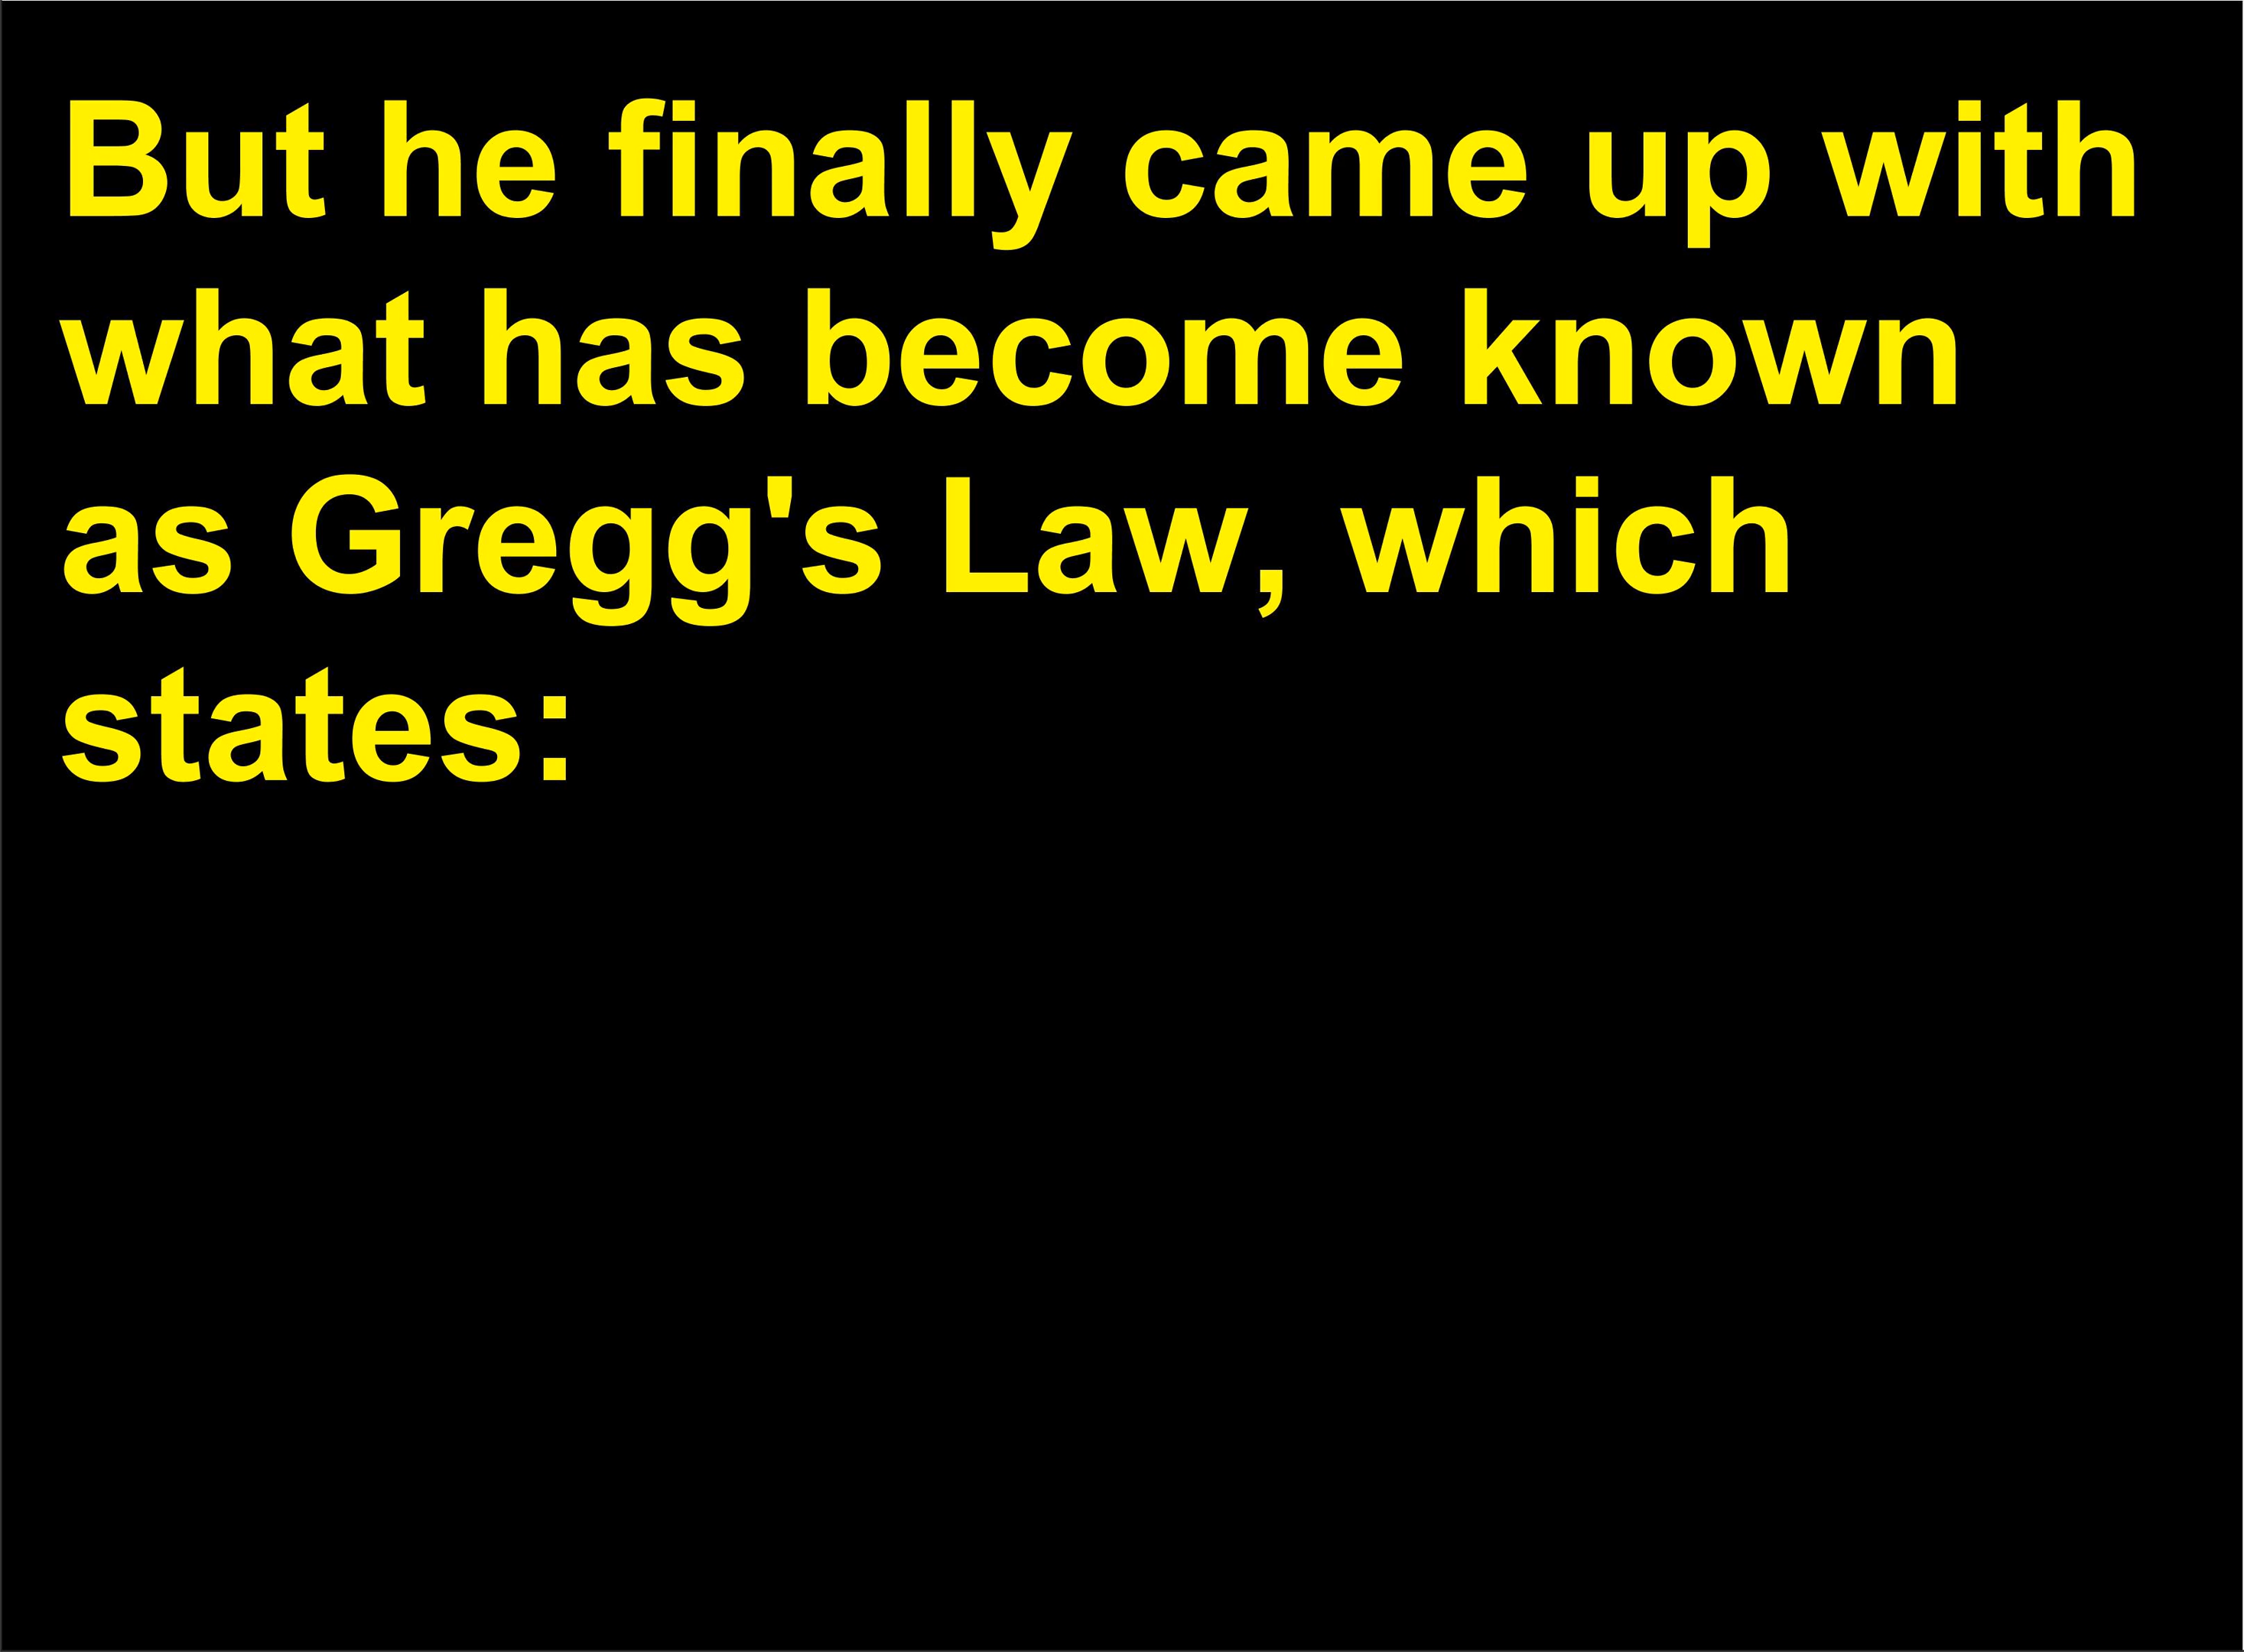 But he finally came up with
what has become known
as Gregg's Law, which
states: